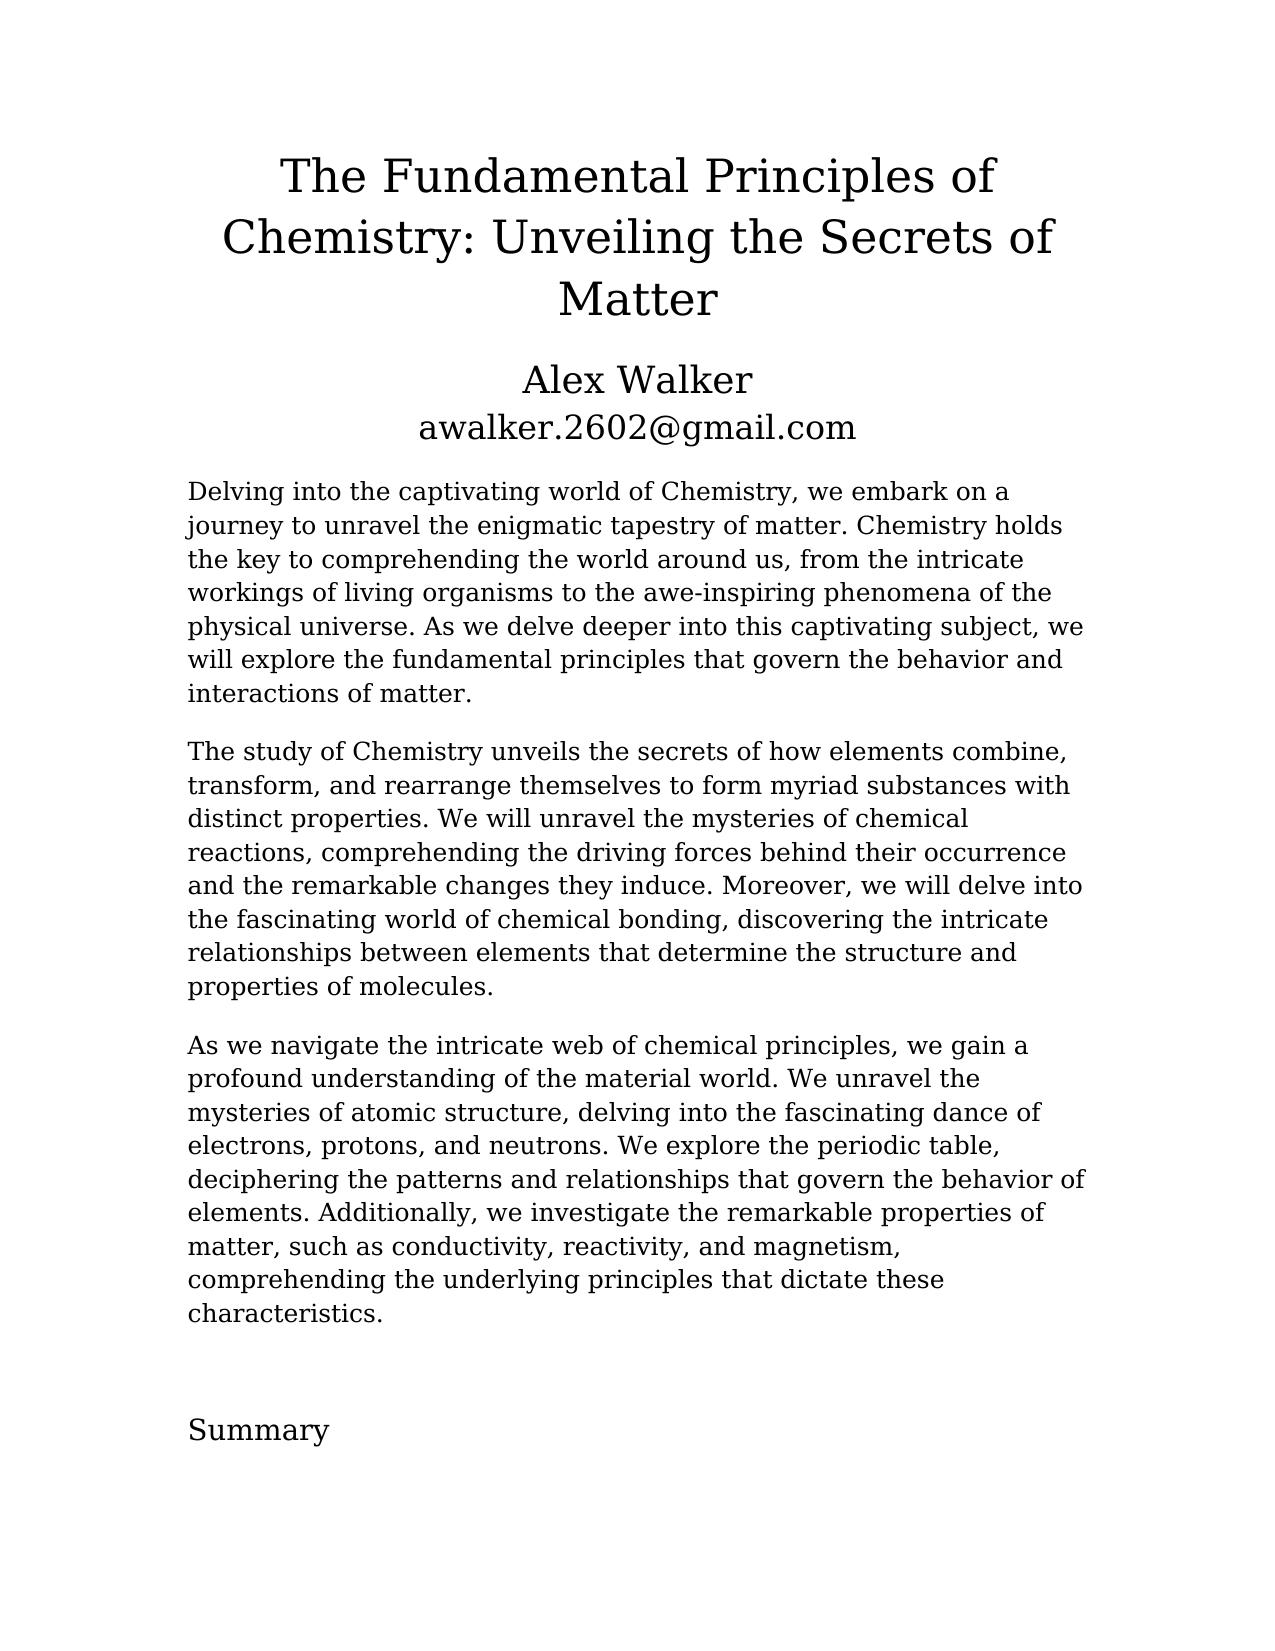 The Fundamental Principles of
Chemistry: Unveiling the Secrets of
Matter
Alex Walker
awalker.2602@gmail.com
Delving into the captivating world of Chemistry, we embark on a
journey to unravel the enigmatic tapestry of matter. Chemistry holds
the key to comprehending the world around us, from the intricate
workings of living organisms to the awe-inspiring phenomena of the
physical universe. As we delve deeper into this captivating subject, we
will explore the fundamental principles that govern the behavior and
interactions of matter.
The study of Chemistry unveils the secrets of how elements combine,
transform, and rearrange themselves to form myriad substances with
distinct properties. We will unravel the mysteries of chemical
reactions, comprehending the driving forces behind their occurrence
and the remarkable changes they induce. Moreover, we will delve into
the fascinating world of chemical bonding, discovering the intricate
relationships between elements that determine the structure and
properties of molecules.
As we navigate the intricate web of chemical principles, we gain a
profound understanding of the material world. We unravel the
mysteries of atomic structure, delving into the fascinating dance of
electrons, protons, and neutrons. We explore the periodic table,
deciphering the patterns and relationships that govern the behavior of
elements. Additionally, we investigate the remarkable properties of
matter, such as conductivity, reactivity, and magnetism,
comprehending the underlying principles that dictate these
characteristics.
Summary